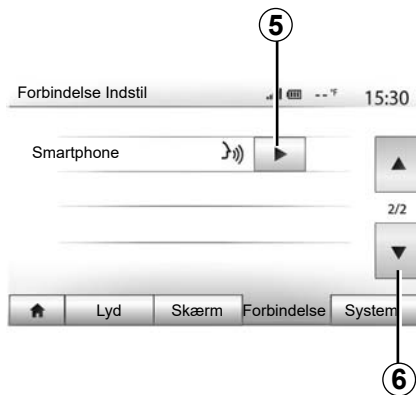 5
Forbindelse Indstil -- °F 15:30
Smartphone
2/2
Lyd Skærm Forbindelse System
6